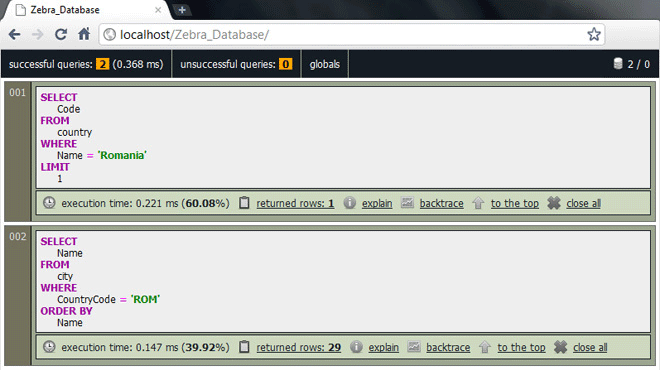 Zebra_Database
localhost/Zebra_Database/
successful queries: 2 (0.368 ms) unsuccessful queries: 0 globals 2 / 0
001
SELECT
Code
FROM
country
WHERE
Name = 'Romania'
LIMIT
1
execution time: 0.221 ms (60.08%) returned rows: 1 explain backtrace to the top close all
002
SELECT
Name
FROM
city
WHERE
CountryCode = 'ROM'
ORDER BY
Name
execution time: 0.147 ms (39.92%) returned rows: 29 explain backtrace to the top close all